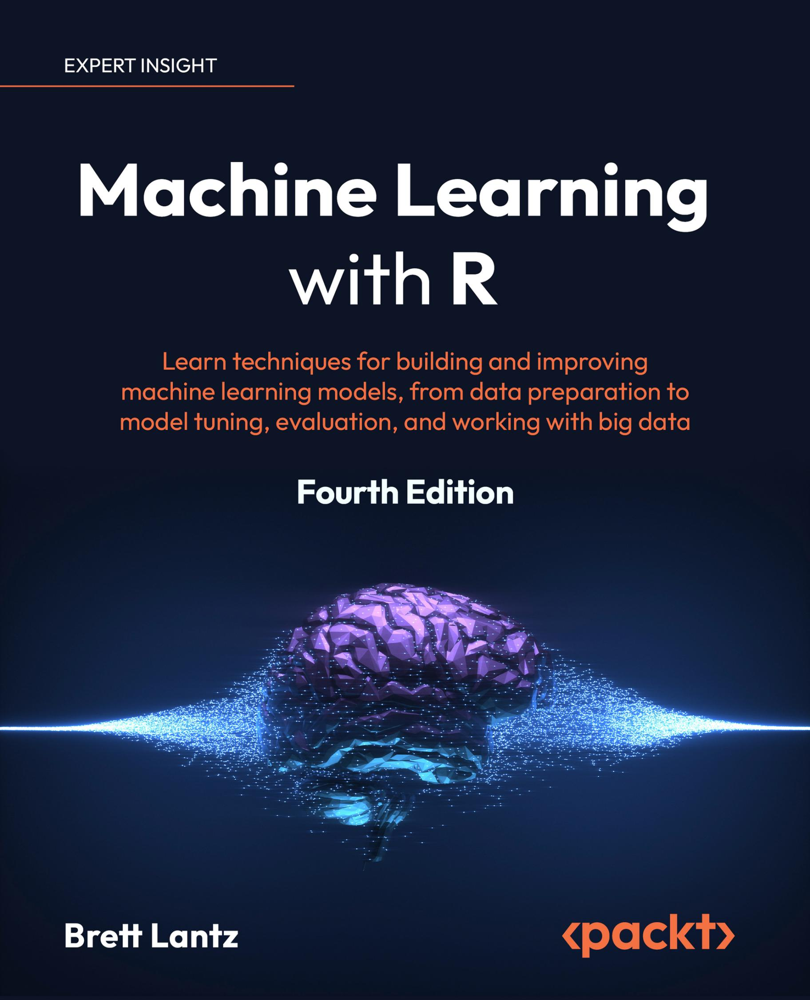 EXPERT INSIGHT
Machine Learning
with R
Learn techniques for building and improving
machine learning models, from data preparation to
model tuning, evaluation, and working with big data
Fourth Edition
Brett Lantz
<packt>